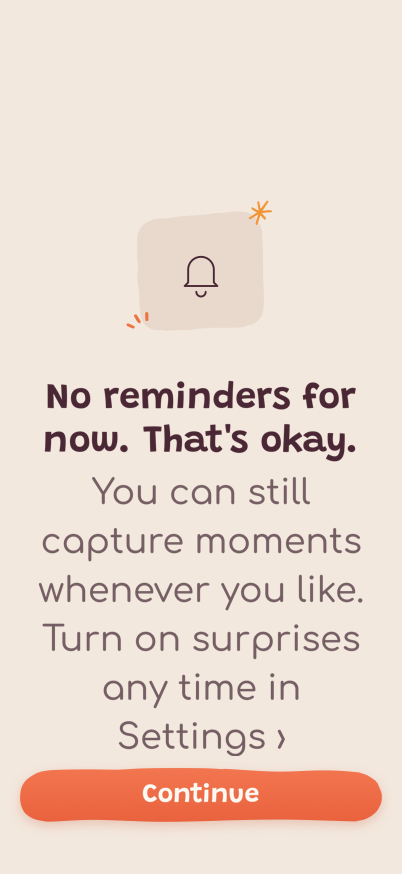 No reminders for
now. That's okay.
You can still
capture moments
whenever you like.
Turn on surprises
any time in
Settings ›
Continue